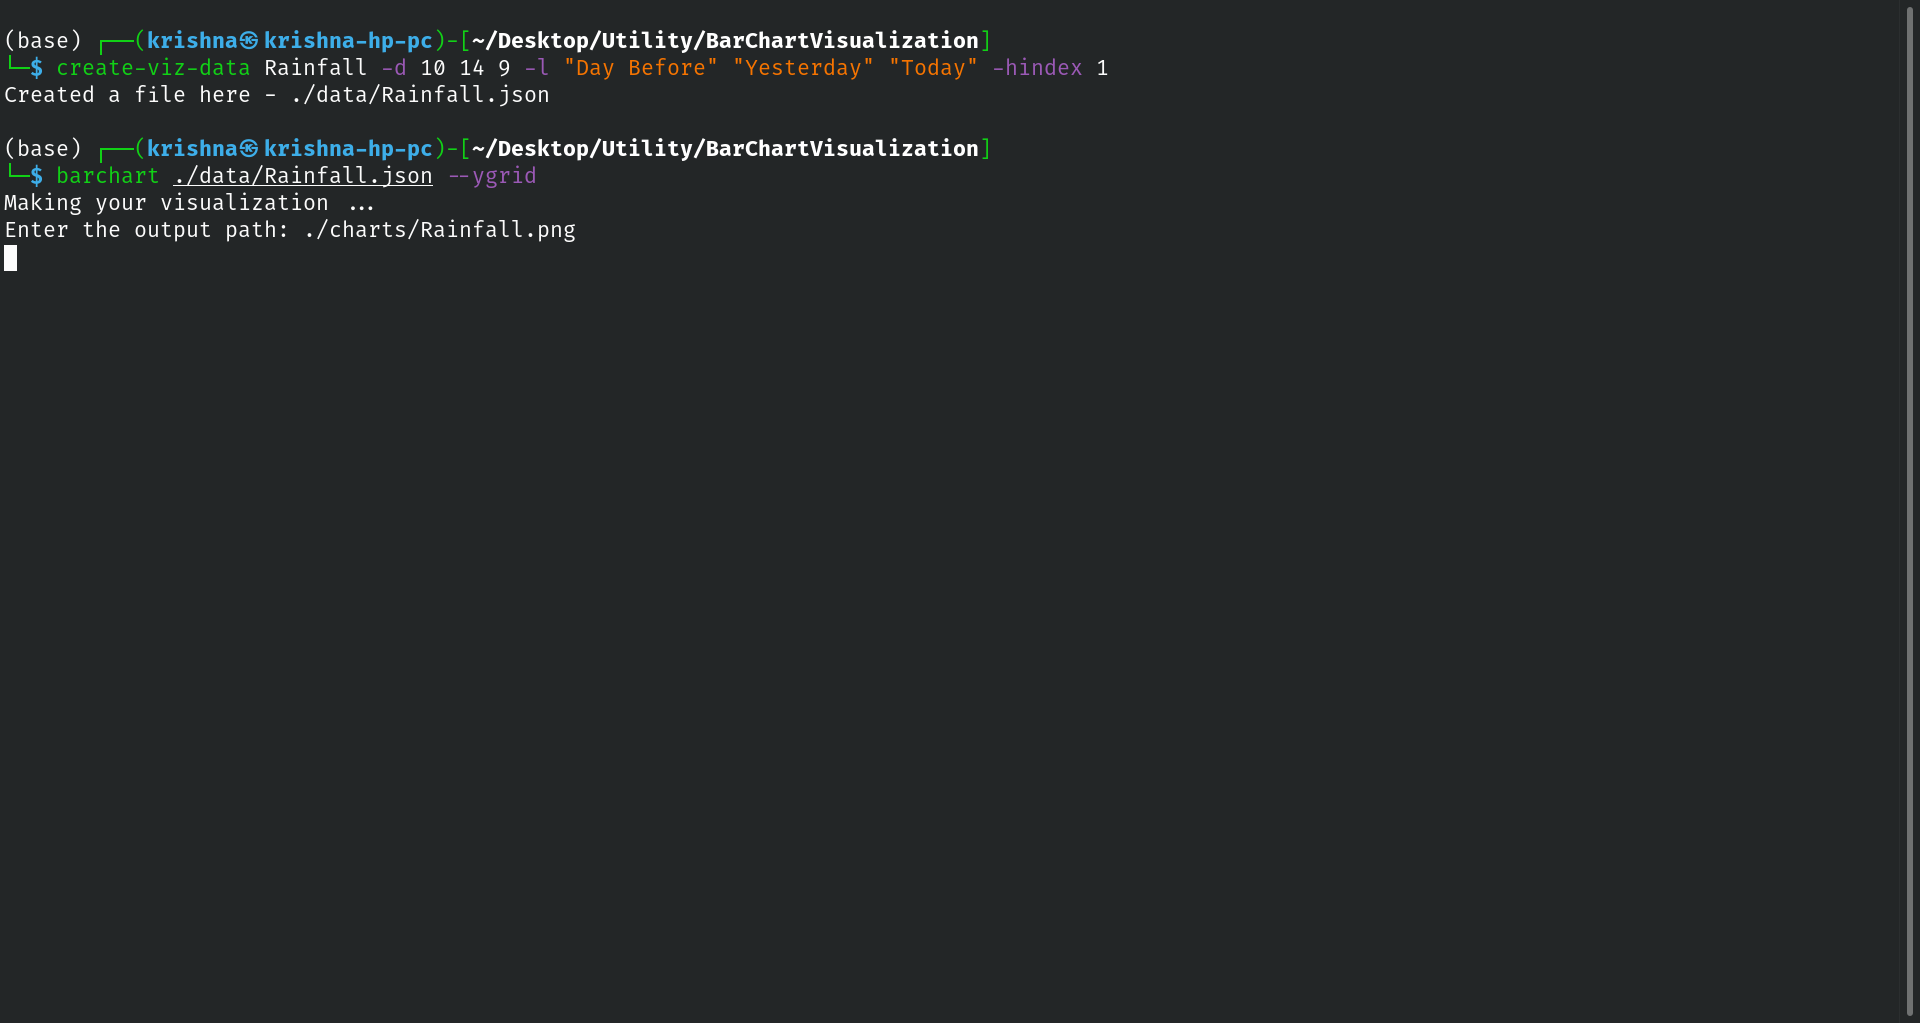 (base) ┌──(krishna㉿krishna-hp-pc)-[~/Desktop/Utility/BarChartVisualization]
└─$ create-viz-data Rainfall -d 10 14 9 -l "Day Before" "Yesterday" "Today" -hindex 1
Created a file here - ./data/Rainfall.json
(base) ┌──(krishna㉿krishna-hp-pc)-[~/Desktop/Utility/BarChartVisualization]
└─$ barchart ./data/Rainfall.json --ygrid
Making your visualization ...
Enter the output path: ./charts/Rainfall.png